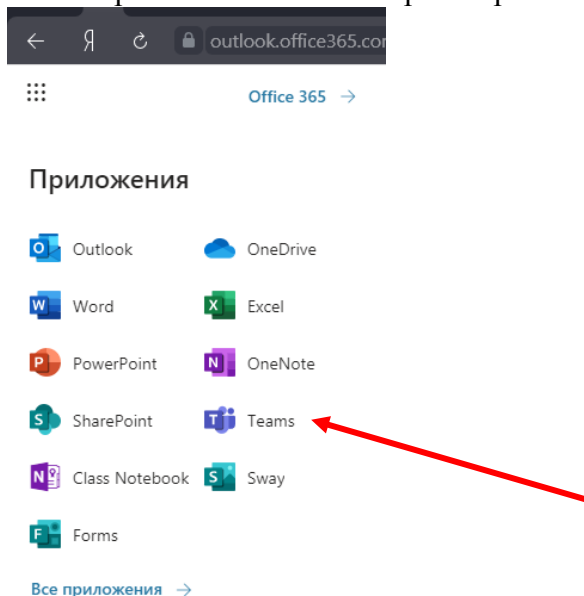 Я outlook.office365.con
Office 365 →
Приложения
Outlook OneDrive
Word Excel
PowerPoint OneNote
SharePoint Teams
Class Notebook Sway
Forms
Все приложения →